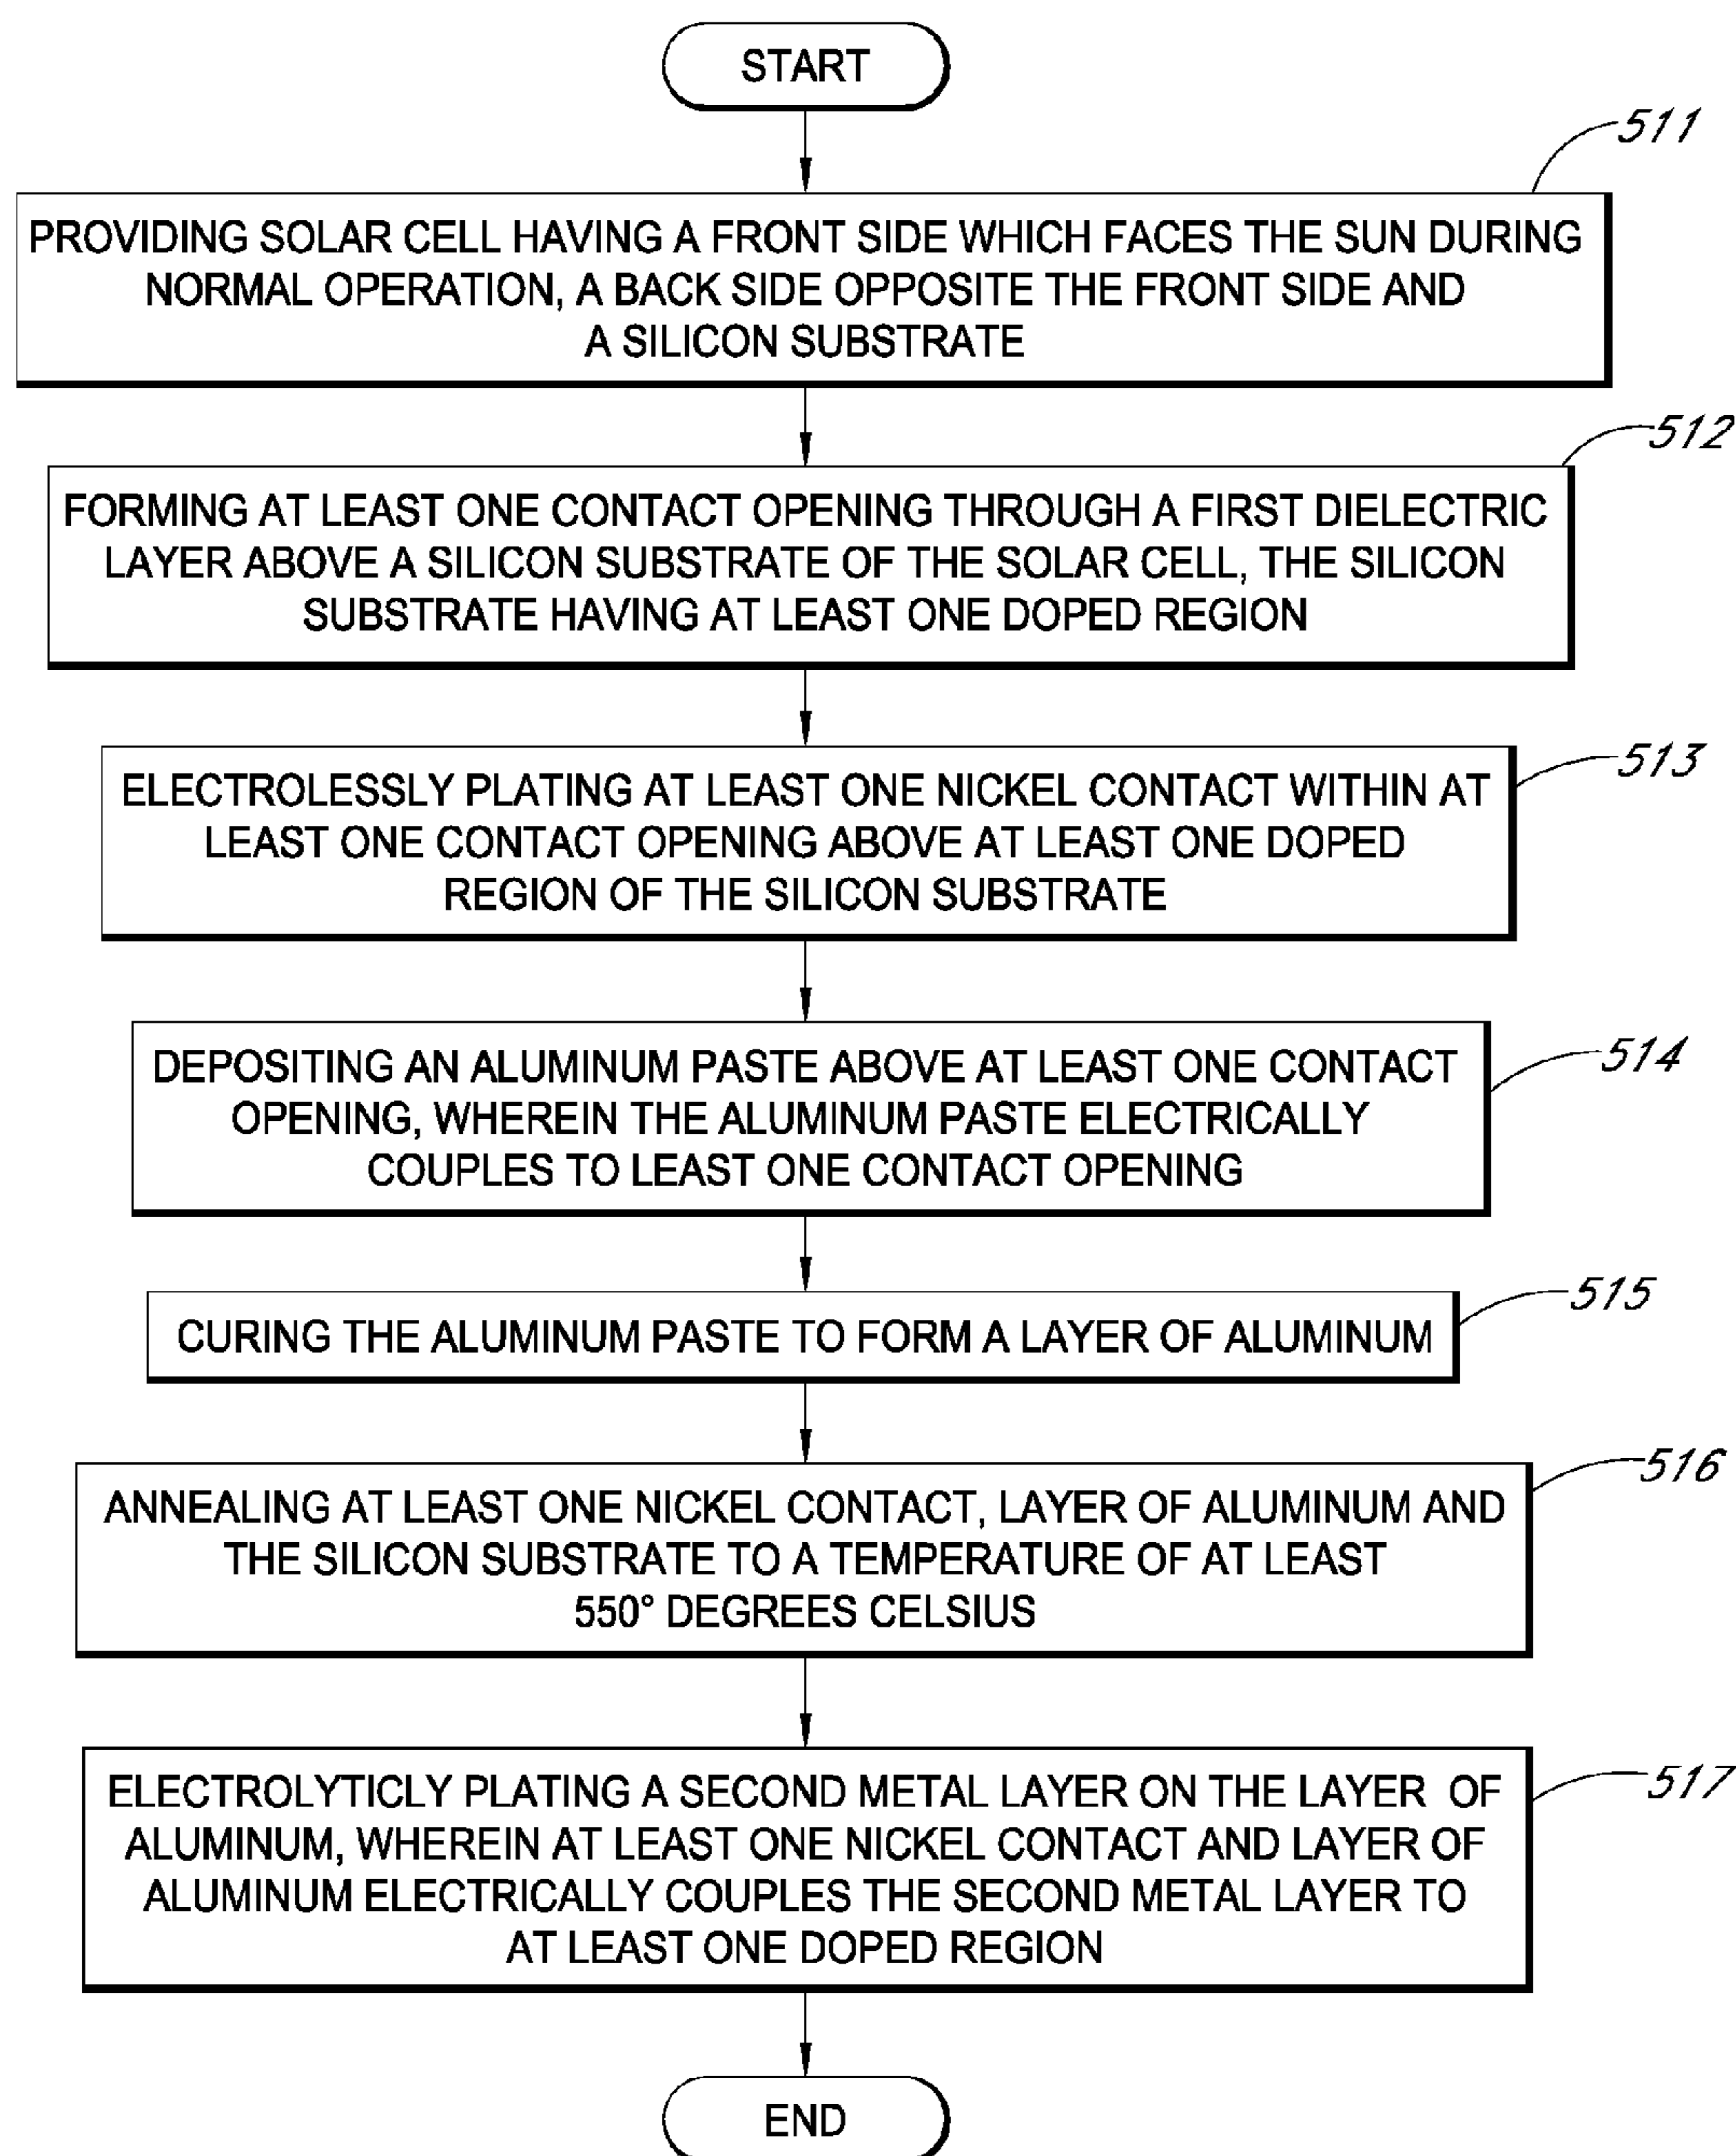 START
511
PROVIDING SOLAR CELL HAVING A FRONT SIDE WHICH FACES THE SUN DURING
NORMAL OPERATION, A BACK SIDE OPPOSITE THE FRONT SIDE AND
A SILICON SUBSTRATE
512
FORMING AT LEAST ONE CONTACT OPENING THROUGH A FIRST DIELECTRIC
LAYER ABOVE A SILICON SUBSTRATE OF THE SOLAR CELL, THE SILICON
SUBSTRATE HAVING AT LEAST ONE DOPED REGION
513
ELECTROLESSLY PLATING AT LEAST ONE NICKEL CONTACT WITHIN AT
LEAST ONE CONTACT OPENING ABOVE AT LEAST ONE DOPED
REGION OF THE SILICON SUBSTRATE
514
DEPOSITING AN ALUMINUM PASTE ABOVE AT LEAST ONE CONTACT
OPENING, WHEREIN THE ALUMINUM PASTE ELECTRICALLY
COUPLES TO LEAST ONE CONTACT OPENING
515
CURING THE ALUMINUM PASTE TO FORM A LAYER OF ALUMINUM
516
ANNEALING AT LEAST ONE NICKEL CONTACT, LAYER OF ALUMINUM AND
THE SILICON SUBSTRATE TO A TEMPERATURE OF AT LEAST
550° DEGREES CELSIUS
517
ELECTROLYTICLY PLATING A SECOND METAL LAYER ON THE LAYER OF
ALUMINUM, WHEREIN AT LEAST ONE NICKEL CONTACT AND LAYER OF
ALUMINUM ELECTRICALLY COUPLES THE SECOND METAL LAYER TO
AT LEAST ONE DOPED REGION
END